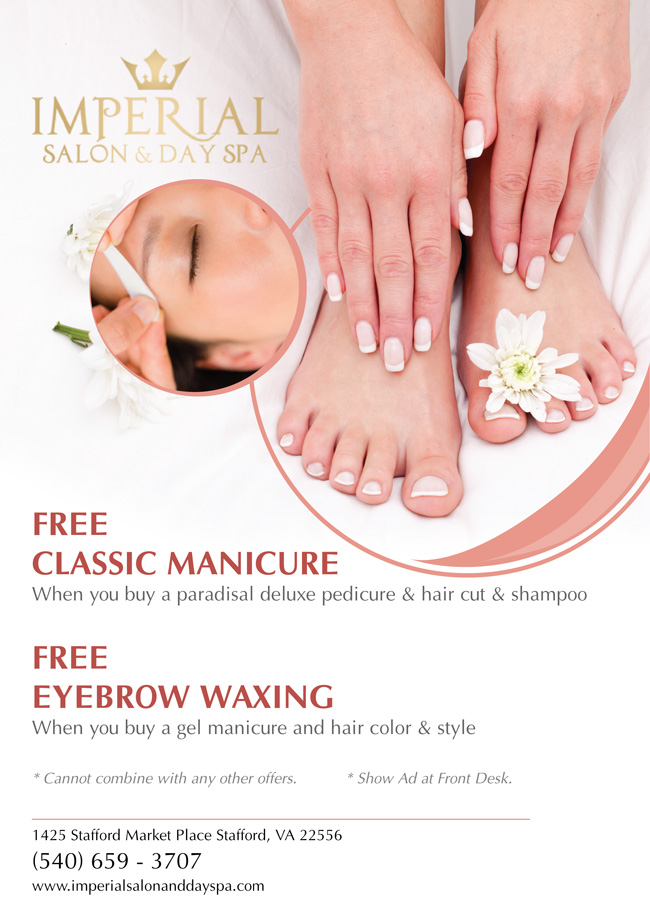 IMPERIAL
SALON & DAY SPA
FREE
CLASSIC MANICURE
When you buy a paradisal deluxe pedicure & hair cut & shampoo
FREE
EYEBROW WAXING
When you buy a gel manicure and hair color & style
* Cannot combine with any other offers. * Show Ad at Front Desk.
1425 Stafford Market Place Stafford, VA 22556
(540) 659 - 3707
www.imperialsalonanddayspa.com